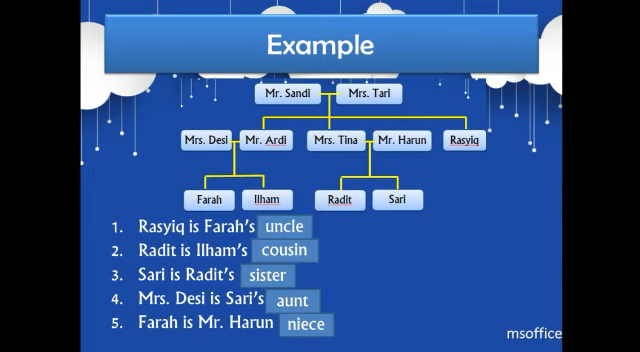 Example
Mr. Sandi Mrs. Tari
Mrs. Desi Mr. Ardi Mrs. Tina Mr. Harun Rasyiq
Farah Ilham Radit Sari
1. Rasyiq is Farah's uncle
2. Radit is Ilham's cousin
3. Sari is Radit's sister
4. Mrs. Desi is Sari's aunt
5. Farah is Mr. Harun niece
msoffice